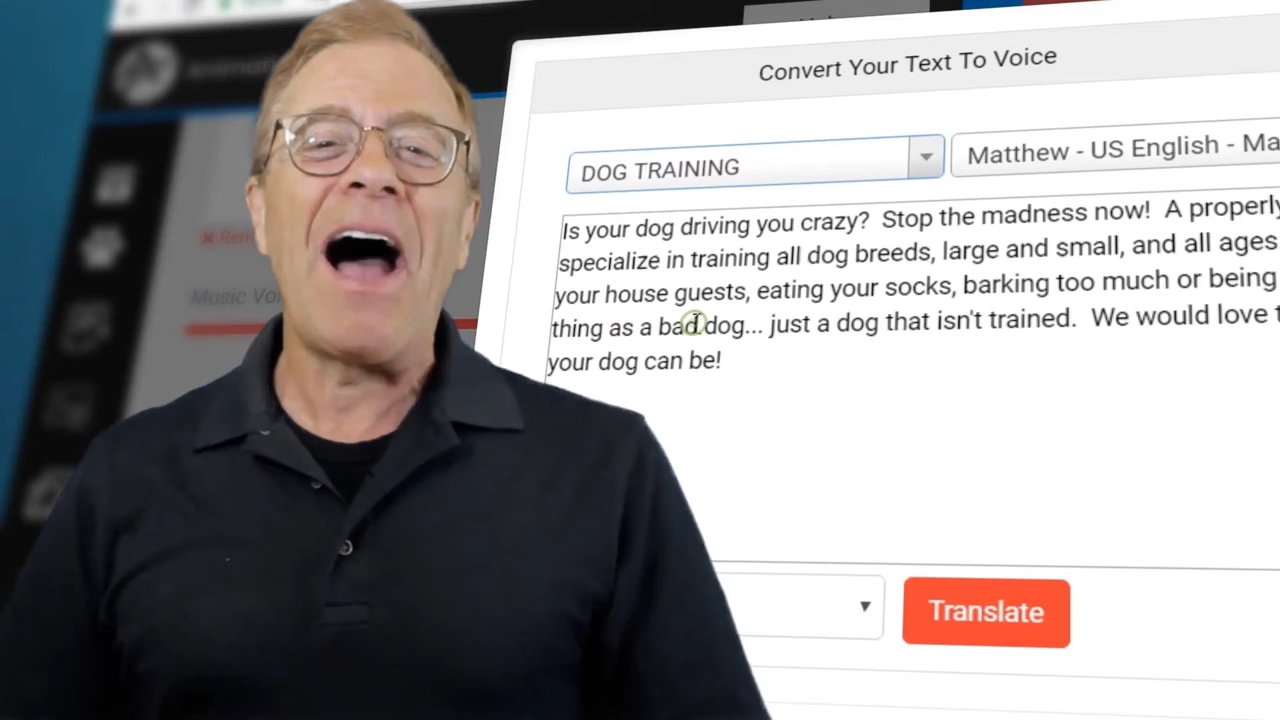 Convert Your Text To Voice
DOG TRAINING
Matthew - US English - Ma
Is your dog driving you crazy?  Stop the madness now!  A properly
specialize in training all dog breeds, large and small, and all ages.
your house guests, eating your socks, barking too much or being
thing as a bad dog... just a dog that isn't trained.  We would love t
your dog can be!
Music Vo
Translate